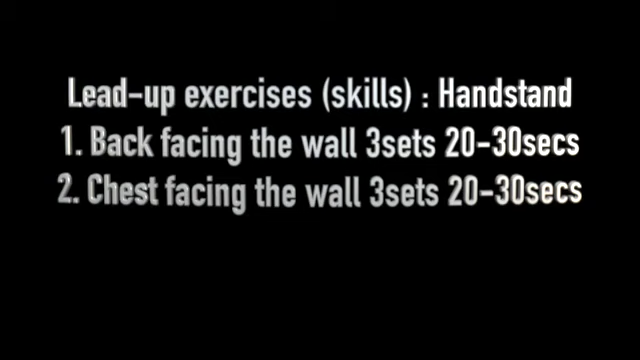 Lead-up exercises (skills) : Handstand
1. Back facing the wall 3sets 20-30secs
2. Chest facing the wall 3sets 20-30secs